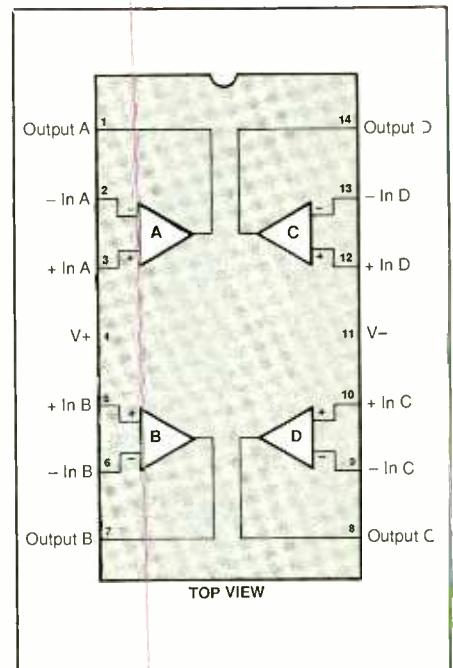 1
14
Output A
Output D
2
13
− In A
− In D
−
−
A
C
+
+
3
12
+ In A
+ In D
V+
4
11
V−
5
10
+ In B
+ In C
+
+
B
D
−
−
6
9
− In B
− In C
7
8
Output B
Output C
TOP VIEW